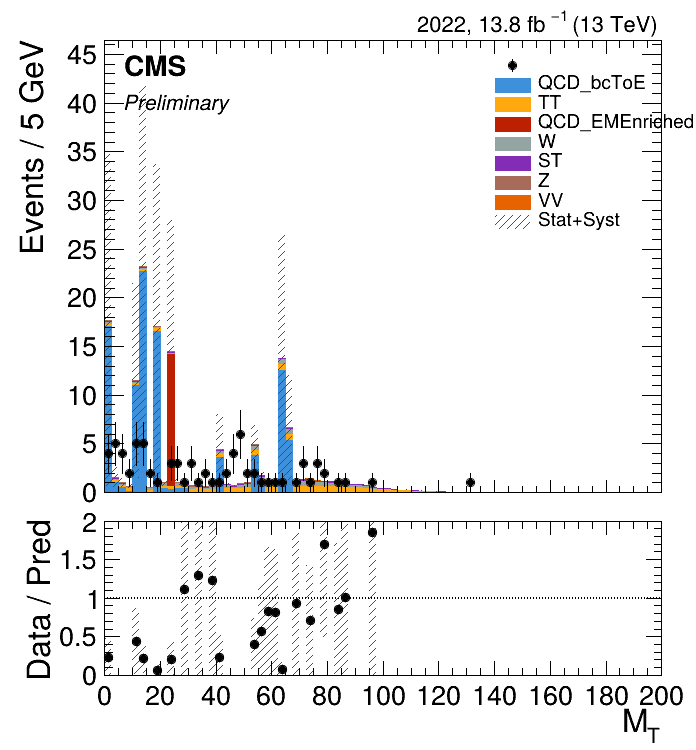 2022, 13.8 fb⁻¹ (13 TeV)
Events / 5 GeV
45
40
35
30
25
20
15
10
5
0
CMS
Preliminary
QCD_bcToE
TT
QCD_EMEnriched
W
ST
Z
VV
Stat+Syst
Data / Pred
2
1.5
1
0.5
0
0 20 40 60 80 100 120 140 160 180 200
M_T